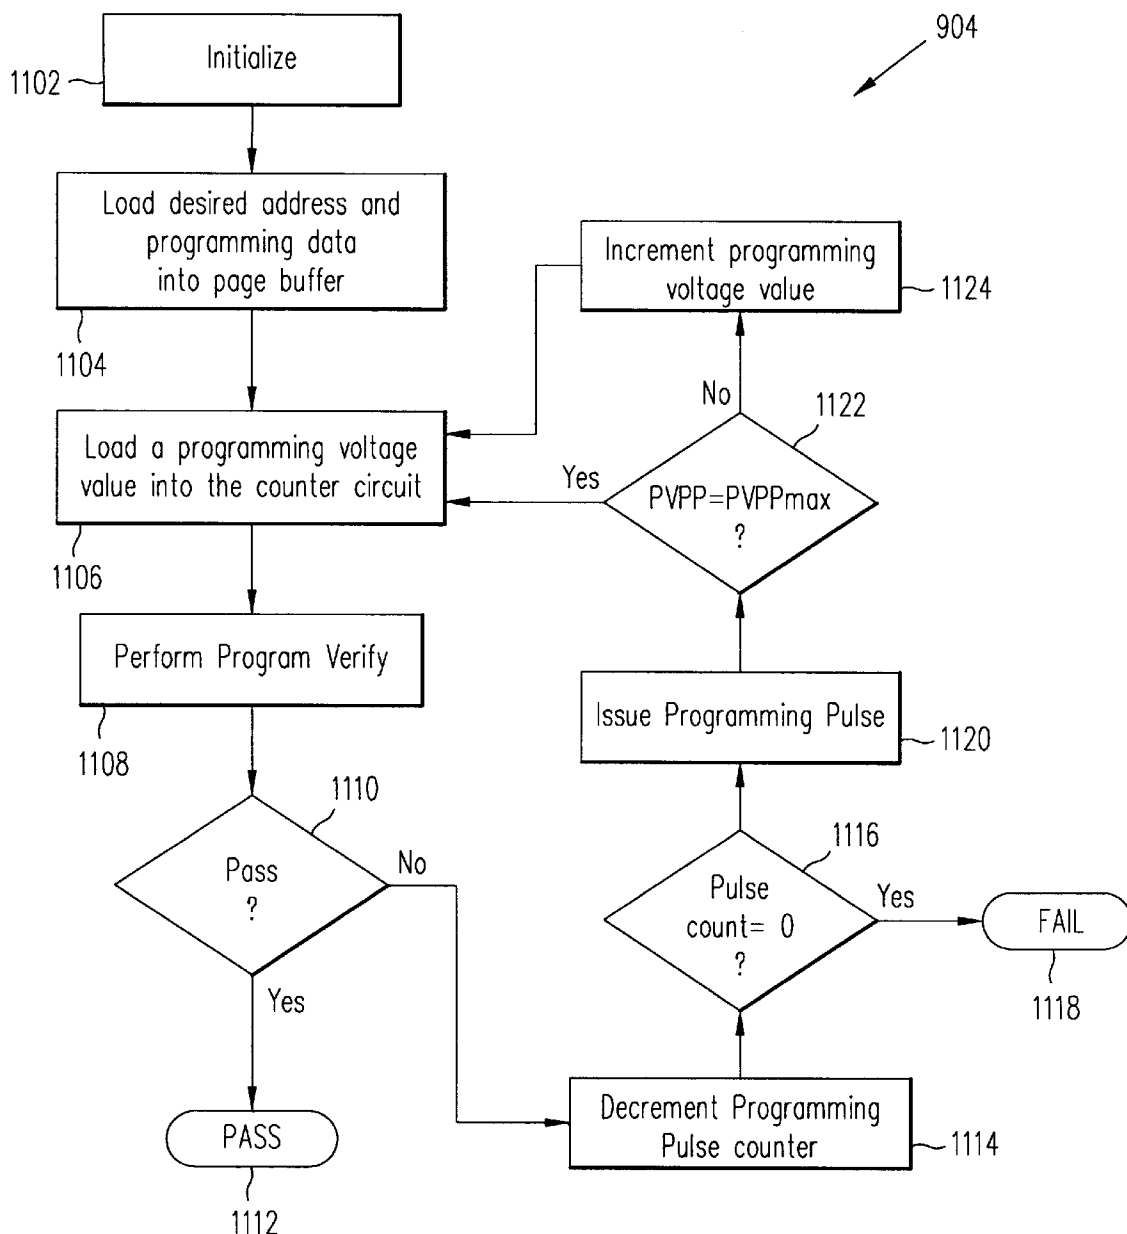 904
Initialize
1102
Load desired address and
programming data
into page buffer
1104
Increment programming
voltage value
1124
No
1122
Load a programming voltage
value into the counter circuit
1106
Yes
PVPP=PVPPmax
?
Perform Program Verify
1108
Issue Programming Pulse
1120
1110
Pass
?
No
Yes
1116
Pulse
count= 0
?
Yes
FAIL
1118
PASS
1112
Decrement Programming
Pulse counter
1114